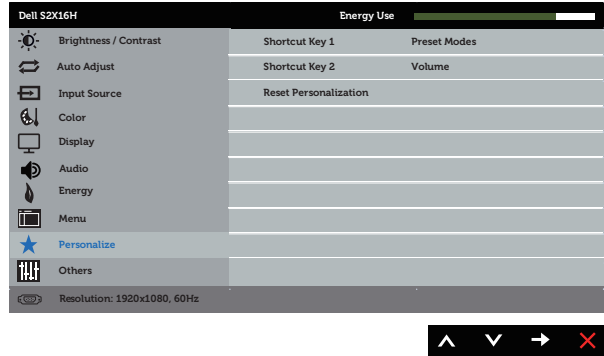 Dell S2X16H Energy Use
Brightness / Contrast Shortcut Key 1 Preset Modes
Auto Adjust Shortcut Key 2 Volume
Input Source Reset Personalization
Color
Display
Audio
Energy
Menu
Personalize
Others
Resolution: 1920x1080, 60Hz